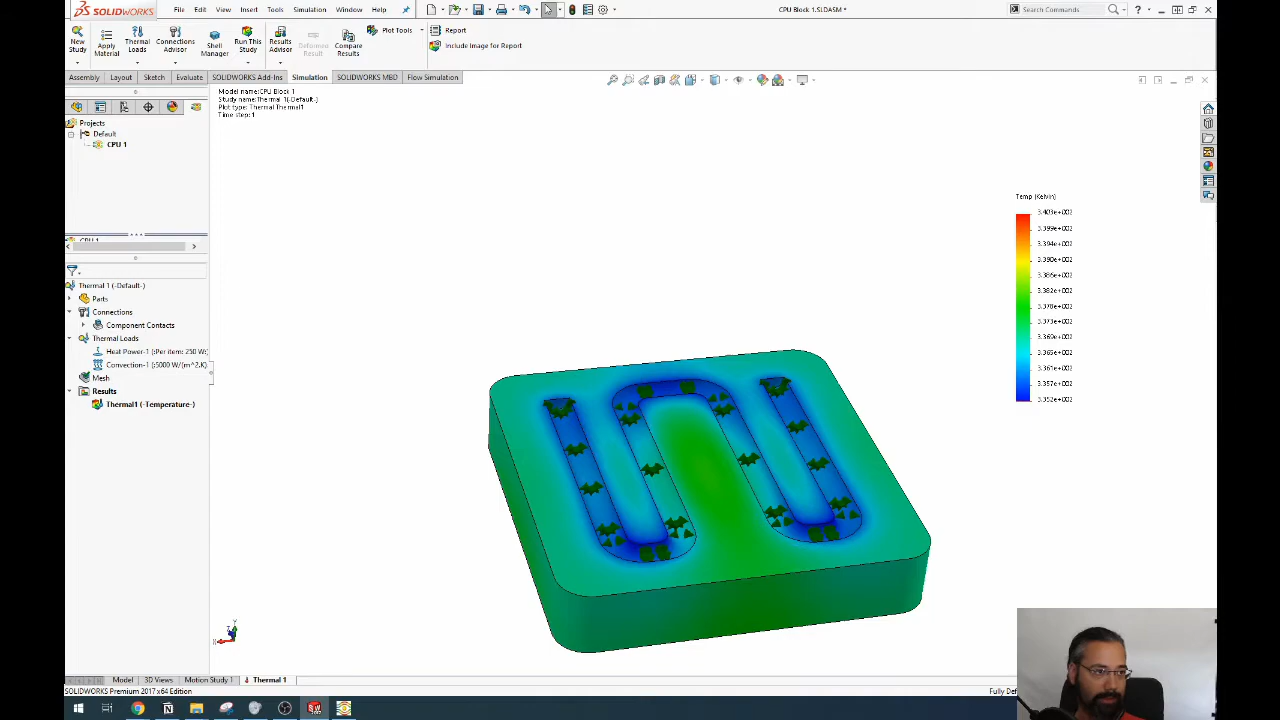 SOLIDWORKS File Edit View Insert Tools Simulation Window Help CPU Block 1.SLDASM * Search Commands
New Study Apply Material Thermal Loads Connections Advisor Shell Manager Run This Study Results Advisor Deformed Result Compare Results Plot Tools Report
Include Image for Report
Assembly Layout Sketch Evaluate SOLIDWORKS Add-Ins Simulation SOLIDWORKS MBD Flow Simulation
Model name:CPU Block 1
Study name:Thermal 1(-Default-)
Plot type: Thermal Thermal1
Time step:1
Projects
Default
CPU 1
Thermal 1 (-Default-)
Parts
Connections
Component Contacts
Thermal Loads
Heat Power-1 (:Per item: 250 W:)
Convection-1 (:5000 W/(m^2.K)
Mesh
Results
Thermal1 (-Temperature-)
Temp (Kelvin)
3.403e+002
3.399e+002
3.394e+002
3.390e+002
3.386e+002
3.382e+002
3.378e+002
3.373e+002
3.369e+002
3.365e+002
3.361e+002
3.357e+002
3.352e+002
Model 3D Views Motion Study 1 Thermal 1
SOLIDWORKS Premium 2017 x64 Edition Fully